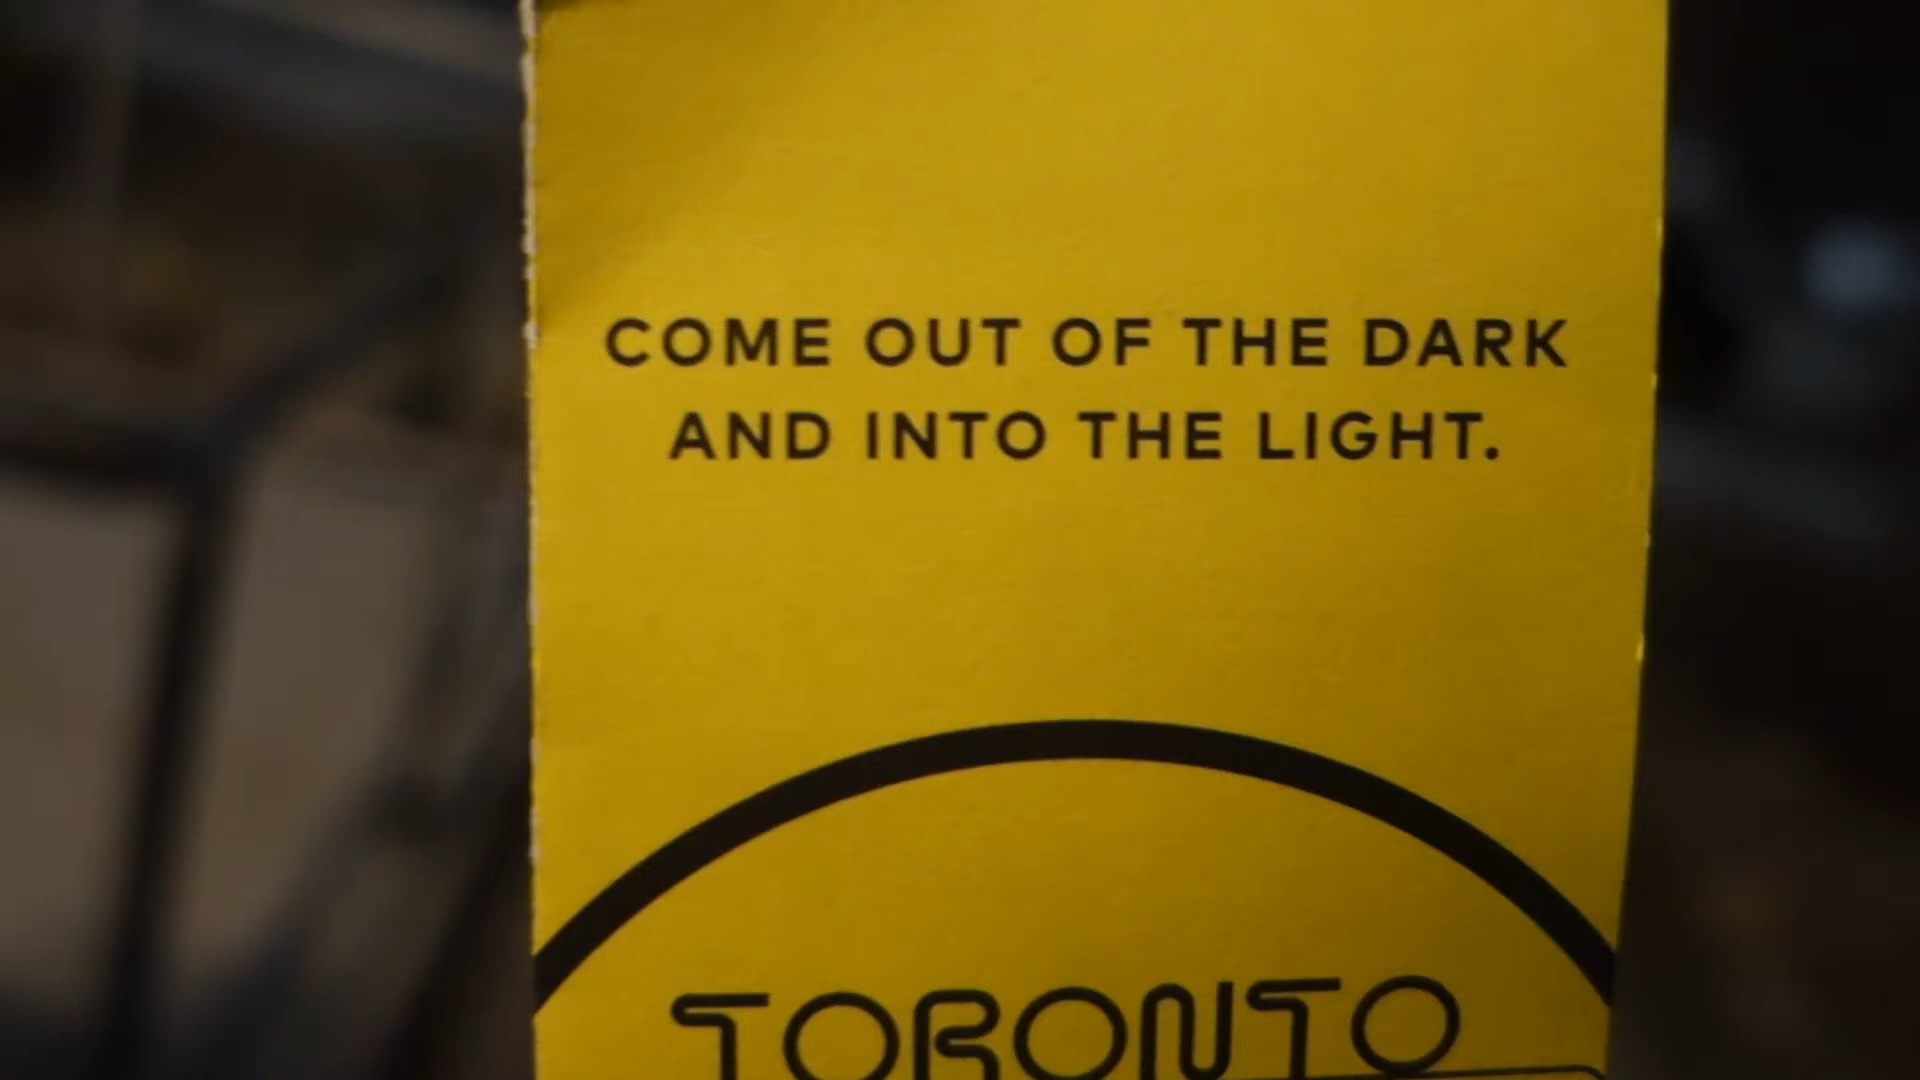 COME OUT OF THE DARK
AND INTO THE LIGHT.
TORONTO